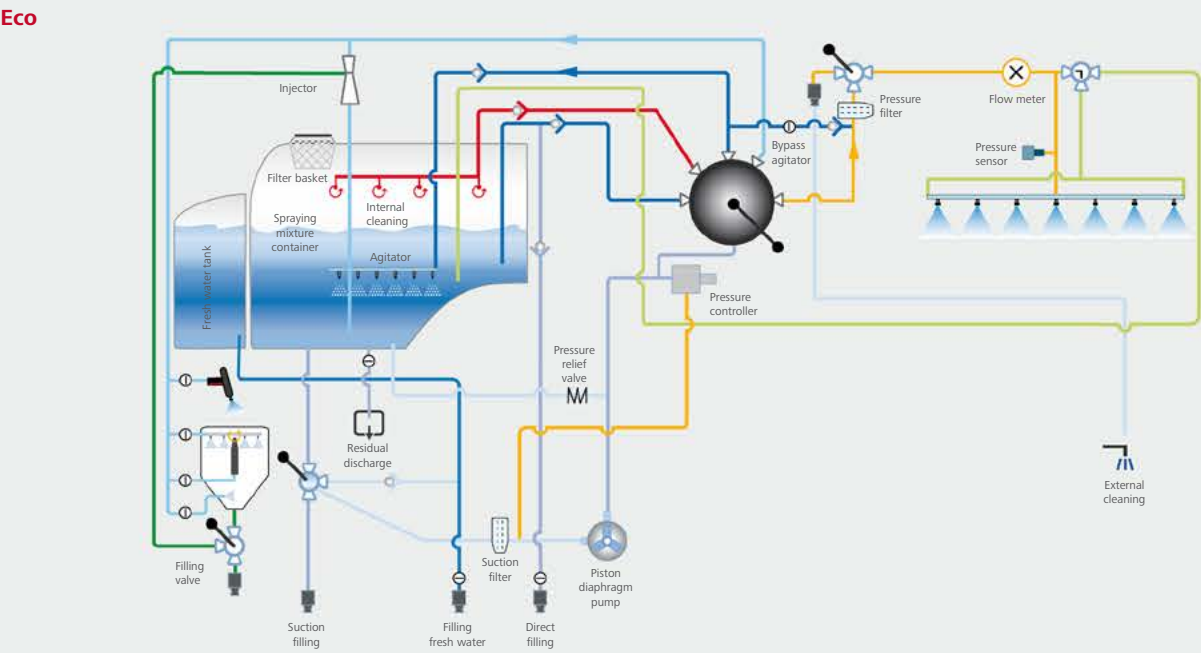 Eco
Injector
Filter basket
Internal
cleaning
Spraying
mixture
container
Agitator
Fresh water tank
Bypass
agitator
Pressure
filter
Flow meter
Pressure
sensor
Pressure
controller
Pressure
relief
valve
Residual
discharge
Filling
valve
Suction
filter
Piston
diaphragm
pump
External
cleaning
Suction
filling
Filling
fresh water
Direct
filling